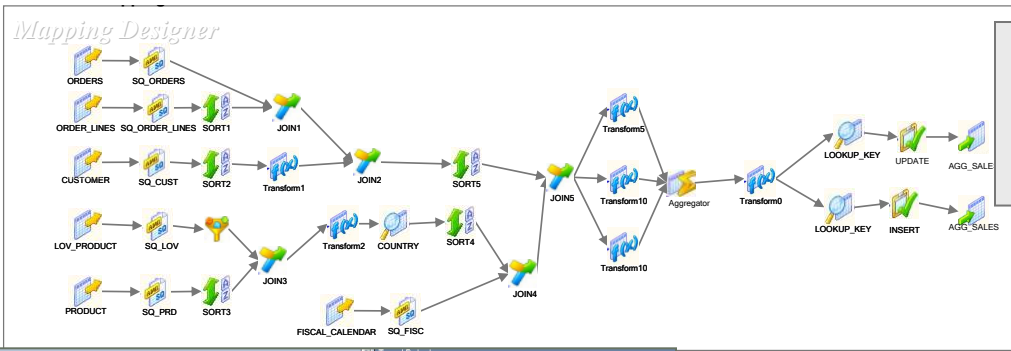 Mapping Designer
ORDERS
SQ_ORDERS
ORDER_LINES
SQ_ORDER_LINES
SORT1
JOIN1
CUSTOMER
SQ_CUST
SORT2
Transform1
JOIN2
SORT5
JOIN5
Transform5
Transform10
Transform10
Aggregator
Transform0
LOOKUP_KEY
UPDATE
AGG_SALE
LOOKUP_KEY
INSERT
AGG_SALES
LOV_PRODUCT
SQ_LOV
JOIN3
Transform2
COUNTRY
SORT4
JOIN4
PRODUCT
SQ_PRD
SORT3
FISCAL_CALENDAR
SQ_FISC